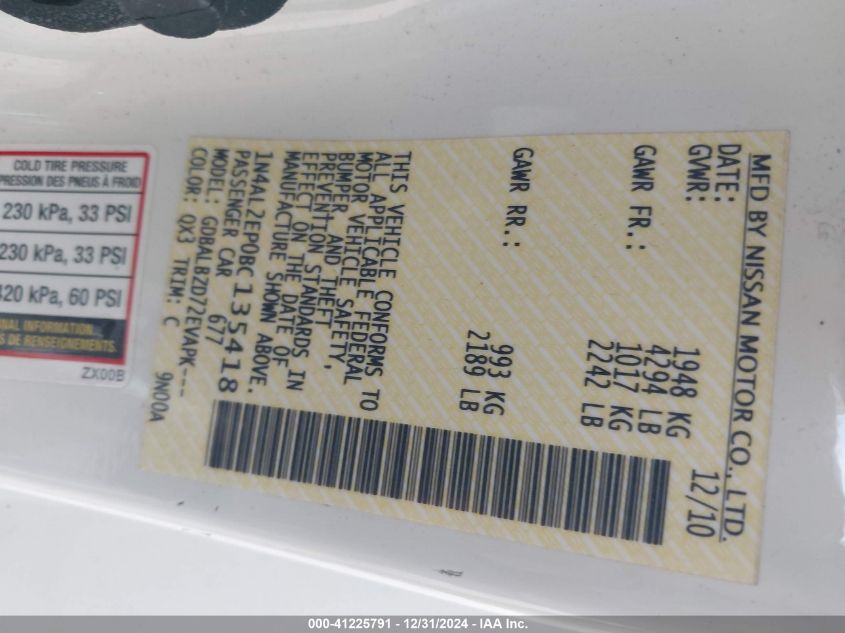 MFD BY NISSAN MOTOR CO., LTD.
DATE: 12/10
GVWR: 1948 KG
4294 LB
GAWR FR.: 1017 KG
2242 LB
GAWR RR.: 993 KG
2189 LB
THIS VEHICLE CONFORMS TO
ALL APPLICABLE FEDERAL
MOTOR VEHICLE SAFETY,
BUMPER, AND THEFT
PREVENTION STANDARDS IN
EFFECT ON THE DATE OF
MANUFACTURE SHOWN ABOVE.
1N4AL2EP0BC135418
PASSENGER CAR 677
MODEL: GDBALBZD72EVAPK---
COLOR: QX3 TRIM: C 9N00A
COLD TIRE PRESSURE
PRESSION DES PNEUS À FROID
230 kPa, 33 PSI
230 kPa, 33 PSI
420 kPa, 60 PSI
INFORMATION
DE RENSEIGNEMENTS.
ZX00B
000-41225791 - 12/31/2024 - IAA Inc.